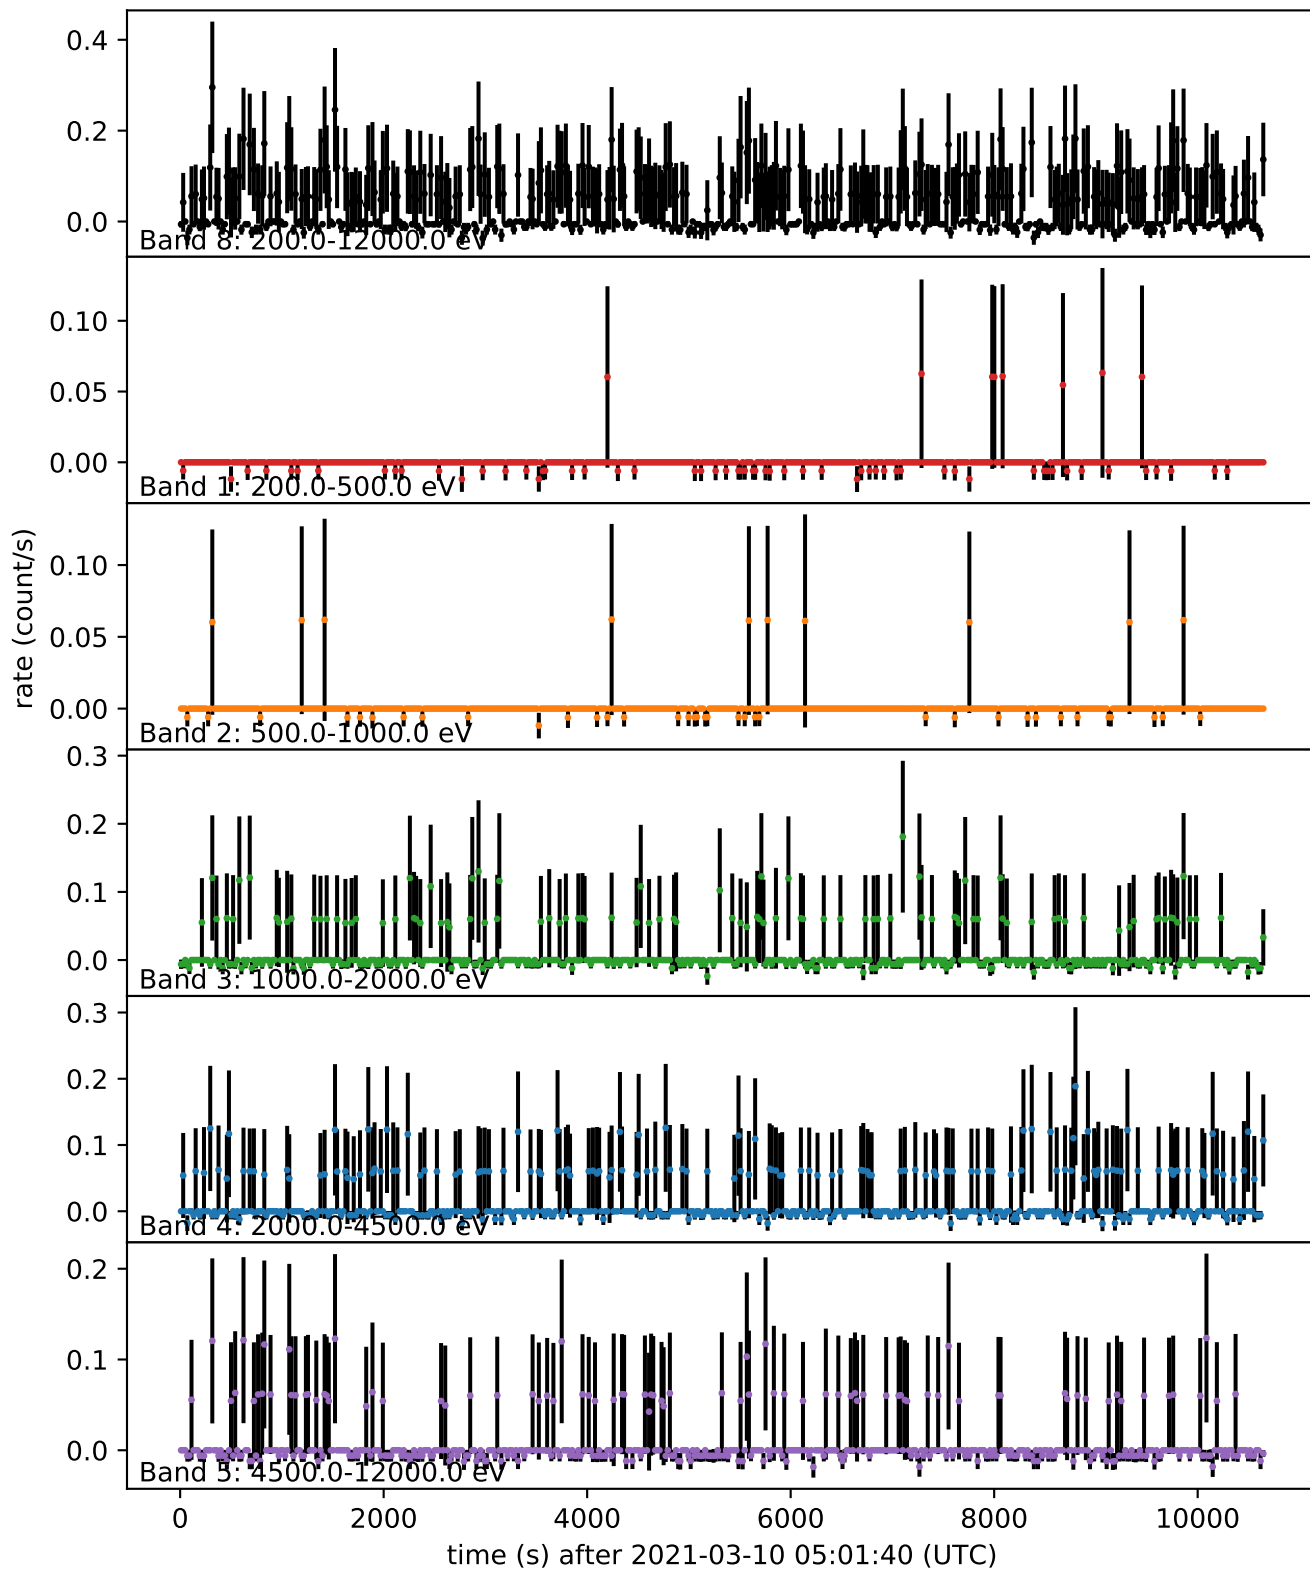 0.4
0.2
0.0
Band 8: 200.0-12000.0 eV
0.10
0.05
0.00
Band 1: 200.0-500.0 eV
rate (count/s)
0.10
0.05
0.00
Band 2: 500.0-1000.0 eV
0.3
0.2
0.1
0.0
Band 3: 1000.0-2000.0 eV
0.3
0.2
0.1
0.0
Band 4: 2000.0-4500.0 eV
0.2
0.1
0.0
Band 5: 4500.0-12000.0 eV
0 2000 4000 6000 8000 10000
time (s) after 2021-03-10 05:01:40 (UTC)